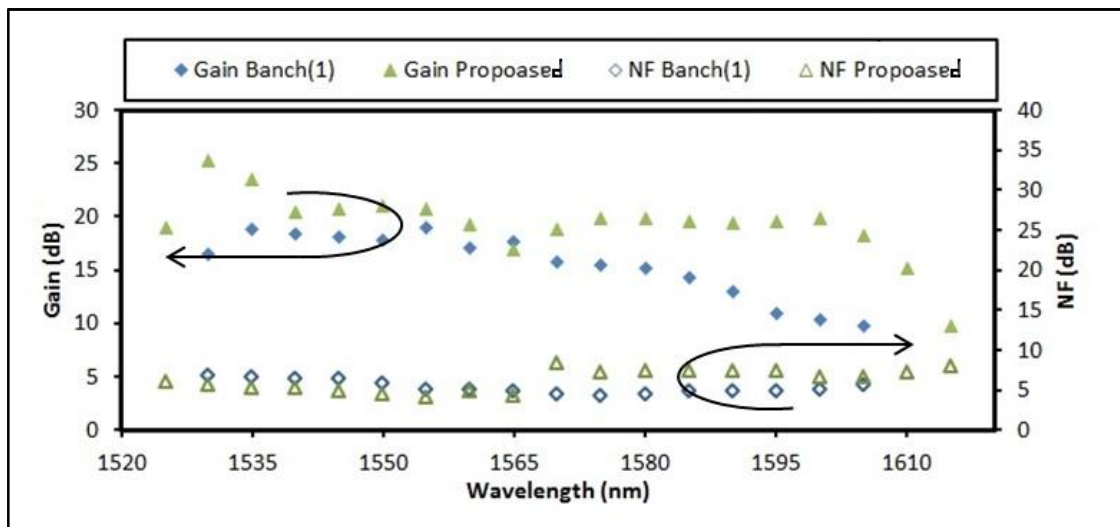 Gain Banch(1) Gain Propoased NF Banch(1) NF Propoased
30 40
25 35
20 30
15 25
10 20
5 15
0 10
5
0
Gain (dB)
NF (dB)
1520 1535 1550 1565 1580 1595 1610
Wavelength (nm)